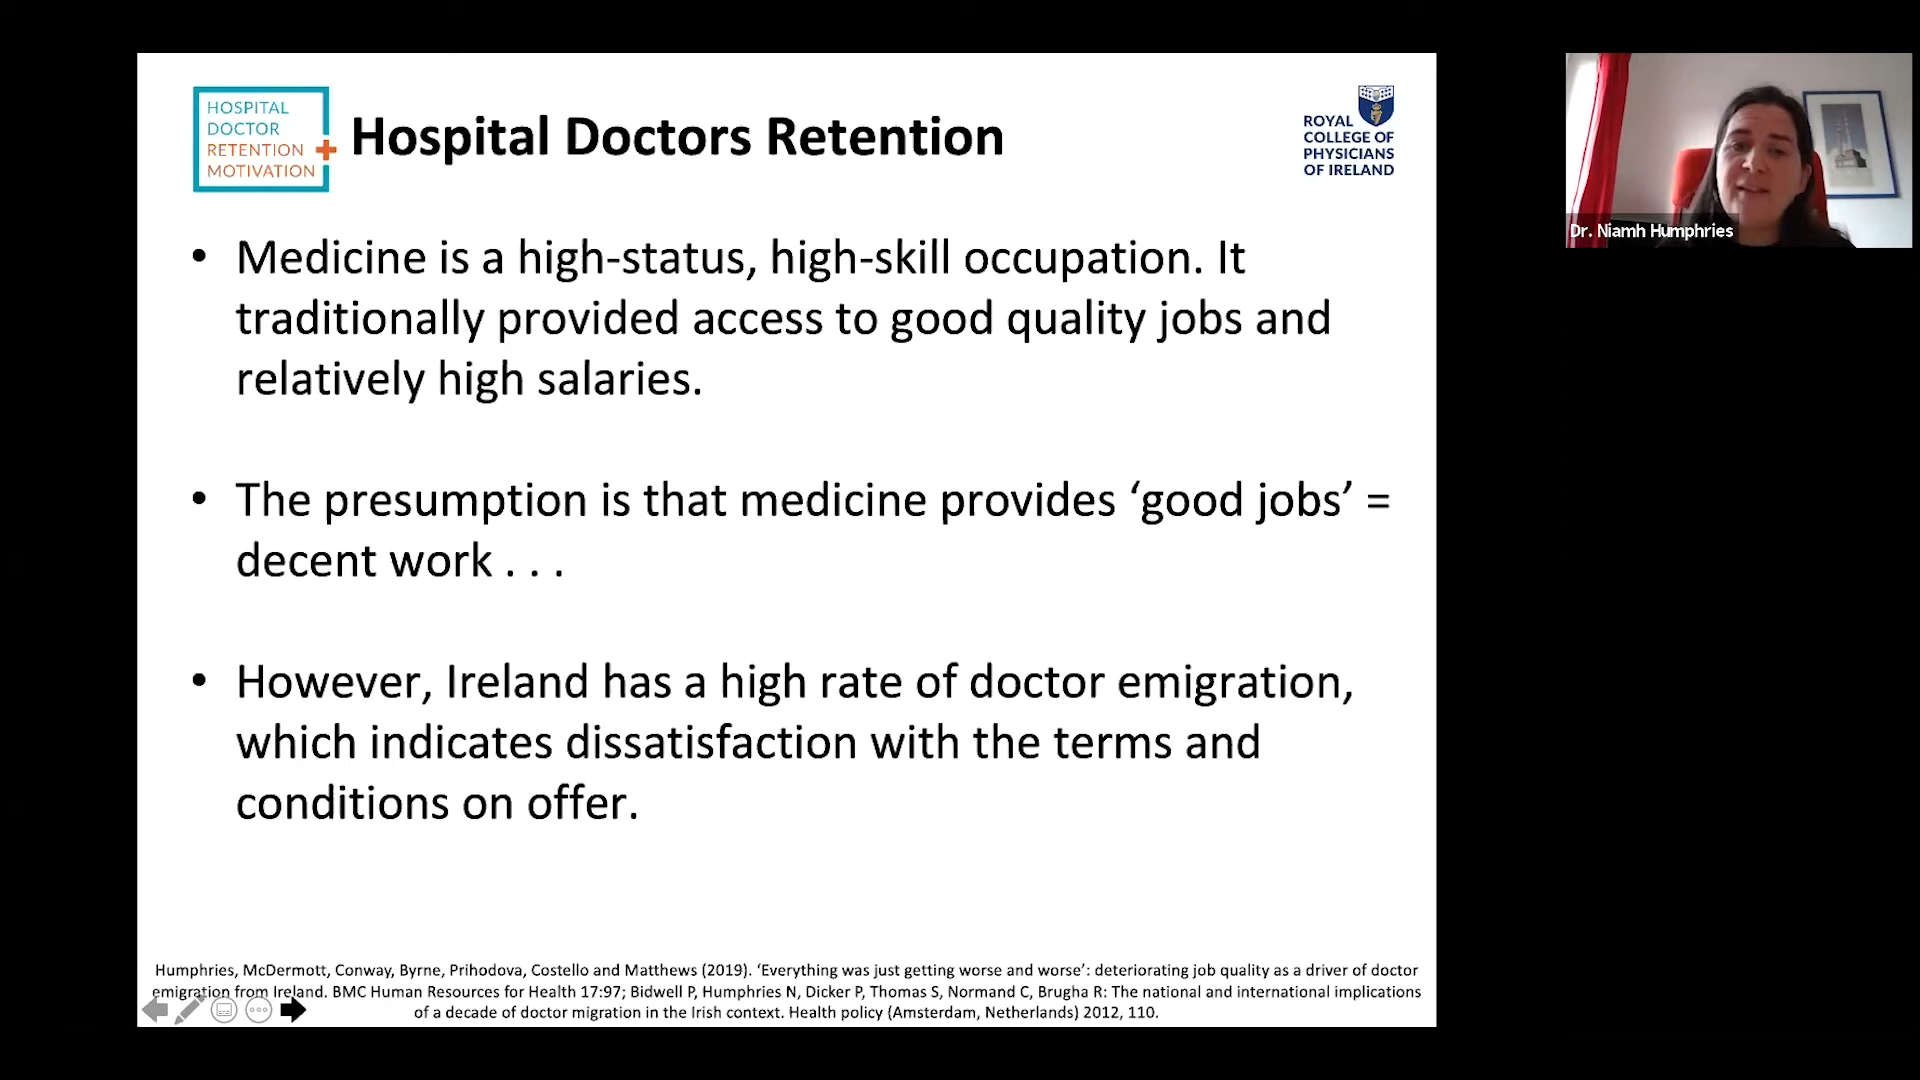 HOSPITAL
DOCTOR
RETENTION +
MOTIVATION
Hospital Doctors Retention
ROYAL
COLLEGE OF
PHYSICIANS
OF IRELAND
Dr. Niamh Humphries
• Medicine is a high-status, high-skill occupation. It
traditionally provided access to good quality jobs and
relatively high salaries.
• The presumption is that medicine provides ‘good jobs’ =
decent work . . .
• However, Ireland has a high rate of doctor emigration,
which indicates dissatisfaction with the terms and
conditions on offer.
Humphries, McDermott, Conway, Byrne, Prihodova, Costello and Matthews (2019). ‘Everything was just getting worse and worse’: deteriorating job quality as a driver of doctor
emigration from Ireland. BMC Human Resources for Health 17:97; Bidwell P, Humphries N, Dicker P, Thomas S, Normand C, Brugha R: The national and international implications
of a decade of doctor migration in the Irish context. Health policy (Amsterdam, Netherlands) 2012, 110.